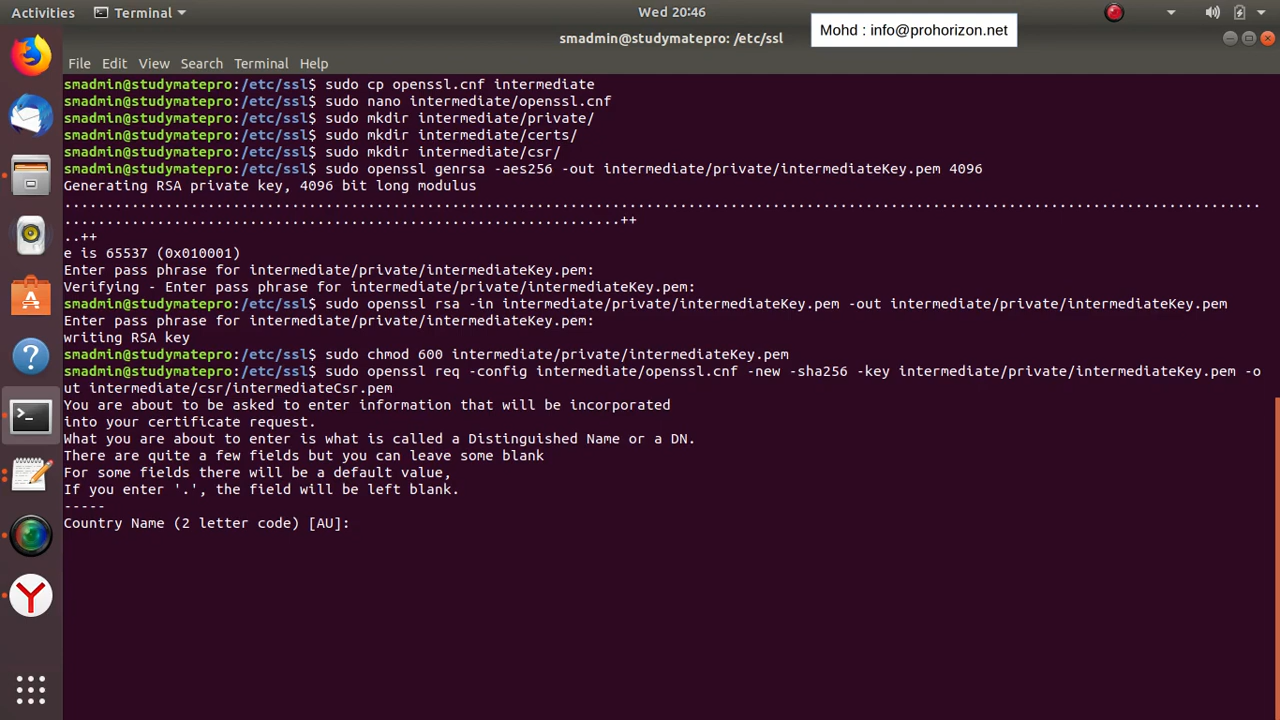 Activities
Terminal
Wed 20:46
Mohd : info@prohorizon.net
smadmin@studymatepro: /etc/ssl
File Edit View Search Terminal Help
smadmin@studymatepro:/etc/ssl$ sudo cp openssl.cnf intermediate
smadmin@studymatepro:/etc/ssl$ sudo nano intermediate/openssl.cnf
smadmin@studymatepro:/etc/ssl$ sudo mkdir intermediate/private/
smadmin@studymatepro:/etc/ssl$ sudo mkdir intermediate/certs/
smadmin@studymatepro:/etc/ssl$ sudo mkdir intermediate/csr/
smadmin@studymatepro:/etc/ssl$ sudo openssl genrsa -aes256 -out intermediate/private/intermediateKey.pem 4096
Generating RSA private key, 4096 bit long modulus
..............................................................................................................................................
..................................................................++
..++
e is 65537 (0x010001)
Enter pass phrase for intermediate/private/intermediateKey.pem:
Verifying - Enter pass phrase for intermediate/private/intermediateKey.pem:
smadmin@studymatepro:/etc/ssl$ sudo openssl rsa -in intermediate/private/intermediateKey.pem -out intermediate/private/intermediateKey.pem
Enter pass phrase for intermediate/private/intermediateKey.pem:
writing RSA key
smadmin@studymatepro:/etc/ssl$ sudo chmod 600 intermediate/private/intermediateKey.pem
smadmin@studymatepro:/etc/ssl$ sudo openssl req -config intermediate/openssl.cnf -new -sha256 -key intermediate/private/intermediateKey.pem -o
ut intermediate/csr/intermediateCsr.pem
You are about to be asked to enter information that will be incorporated
into your certificate request.
What you are about to enter is what is called a Distinguished Name or a DN.
There are quite a few fields but you can leave some blank
For some fields there will be a default value,
If you enter '.', the field will be left blank.
-----
Country Name (2 letter code) [AU]: